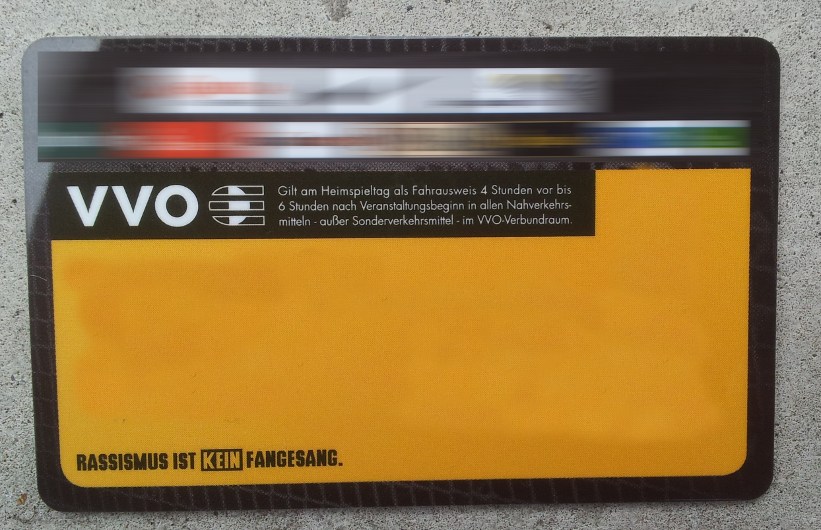 VVO
Gilt am Heimspieltag als Fahrausweis 4 Stunden vor bis
6 Stunden nach Veranstaltungsbeginn in allen Nahverkehrs-
mitteln - außer Sonderverkehrsmittel - im VVO-Verbundraum.
RASSISMUS IST KEIN FANGESANG.